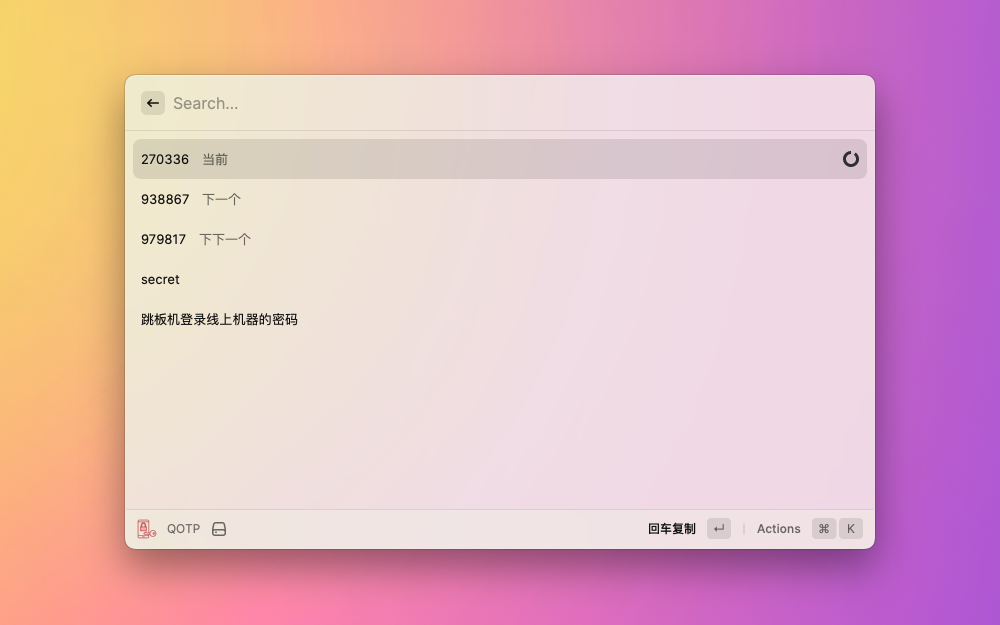 Search...
270336 当前
938867 下一个
979817 下下一个
secret
跳板机登录线上机器的密码
QOTP 回车复制 ↵ | Actions ⌘ K